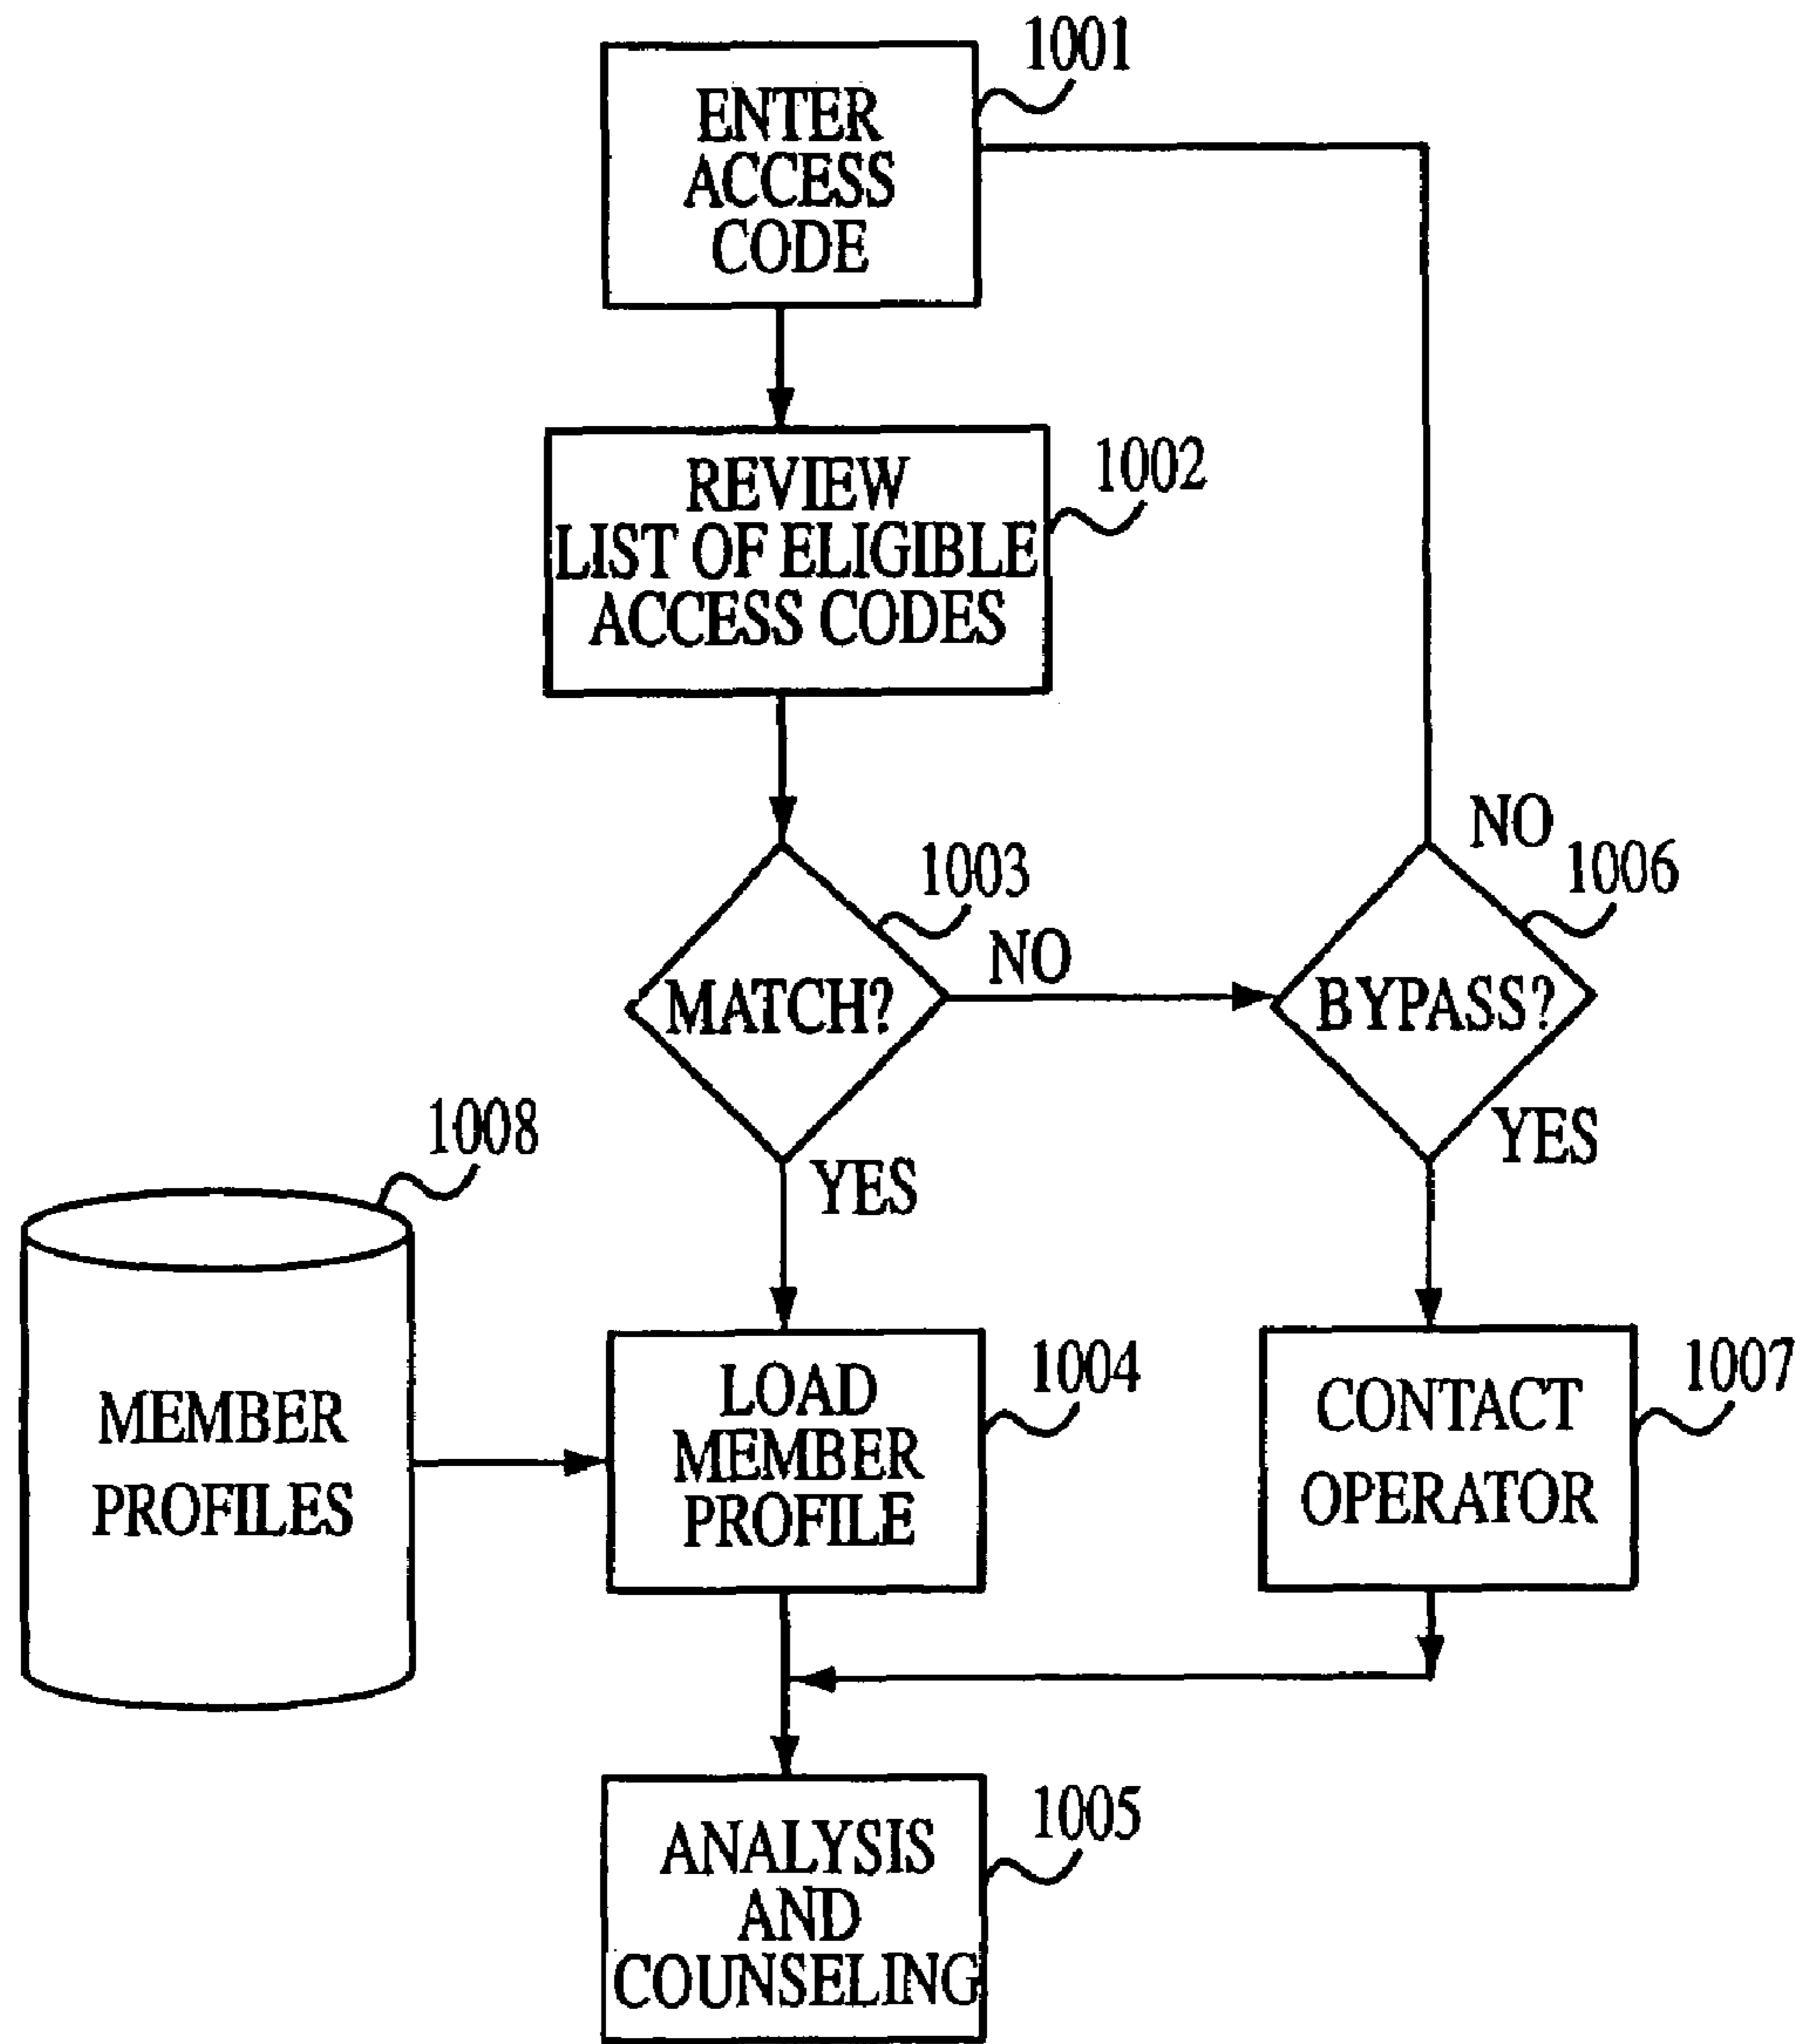 1001
ENTER
ACCESS
CODE
1002
REVIEW
LIST OF ELIGIBLE
ACCESS CODES
NO
1003
1006
NO
MATCH?
BYPASS?
1008
YES
YES
MEMBER
PROFILES
1004
LOAD
MEMBER
PROFILE
1007
CONTACT
OPERATOR
1005
ANALYSIS
AND
COUNSELING